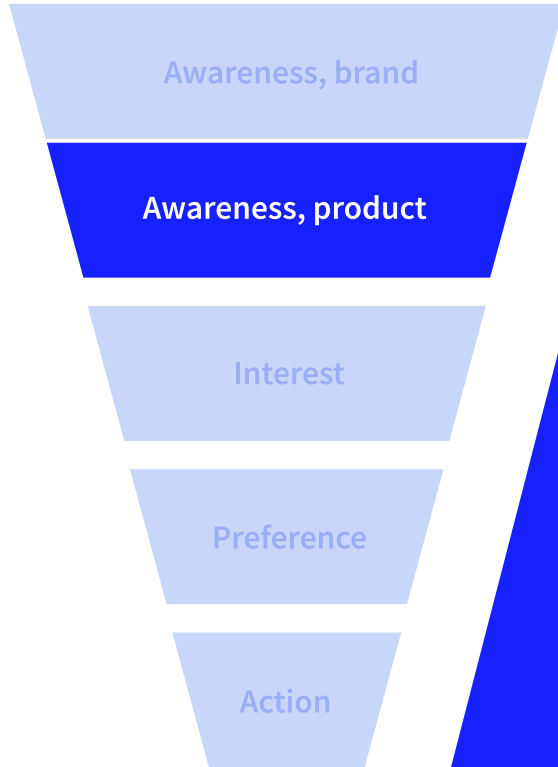 Awareness, brand
Awareness, product
Interest
Preference
Action